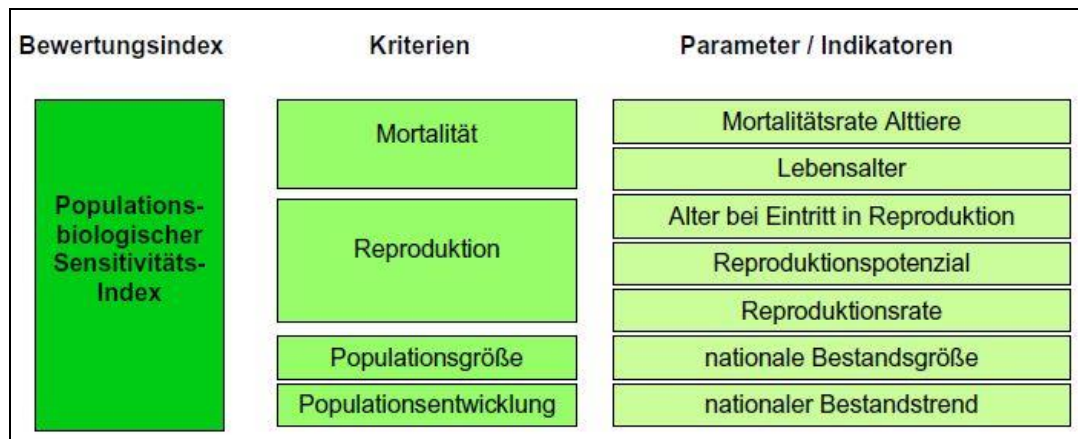 Bewertungsindex
Kriterien
Parameter / Indikatoren
Populations-
biologischer
Sensitivitäts-
Index
Mortalität
Reproduktion
Populationsgröße
Populationsentwicklung
Mortalitätsrate Alttiere
Lebensalter
Alter bei Eintritt in Reproduktion
Reproduktionspotenzial
Reproduktionsrate
nationale Bestandsgröße
nationaler Bestandstrend